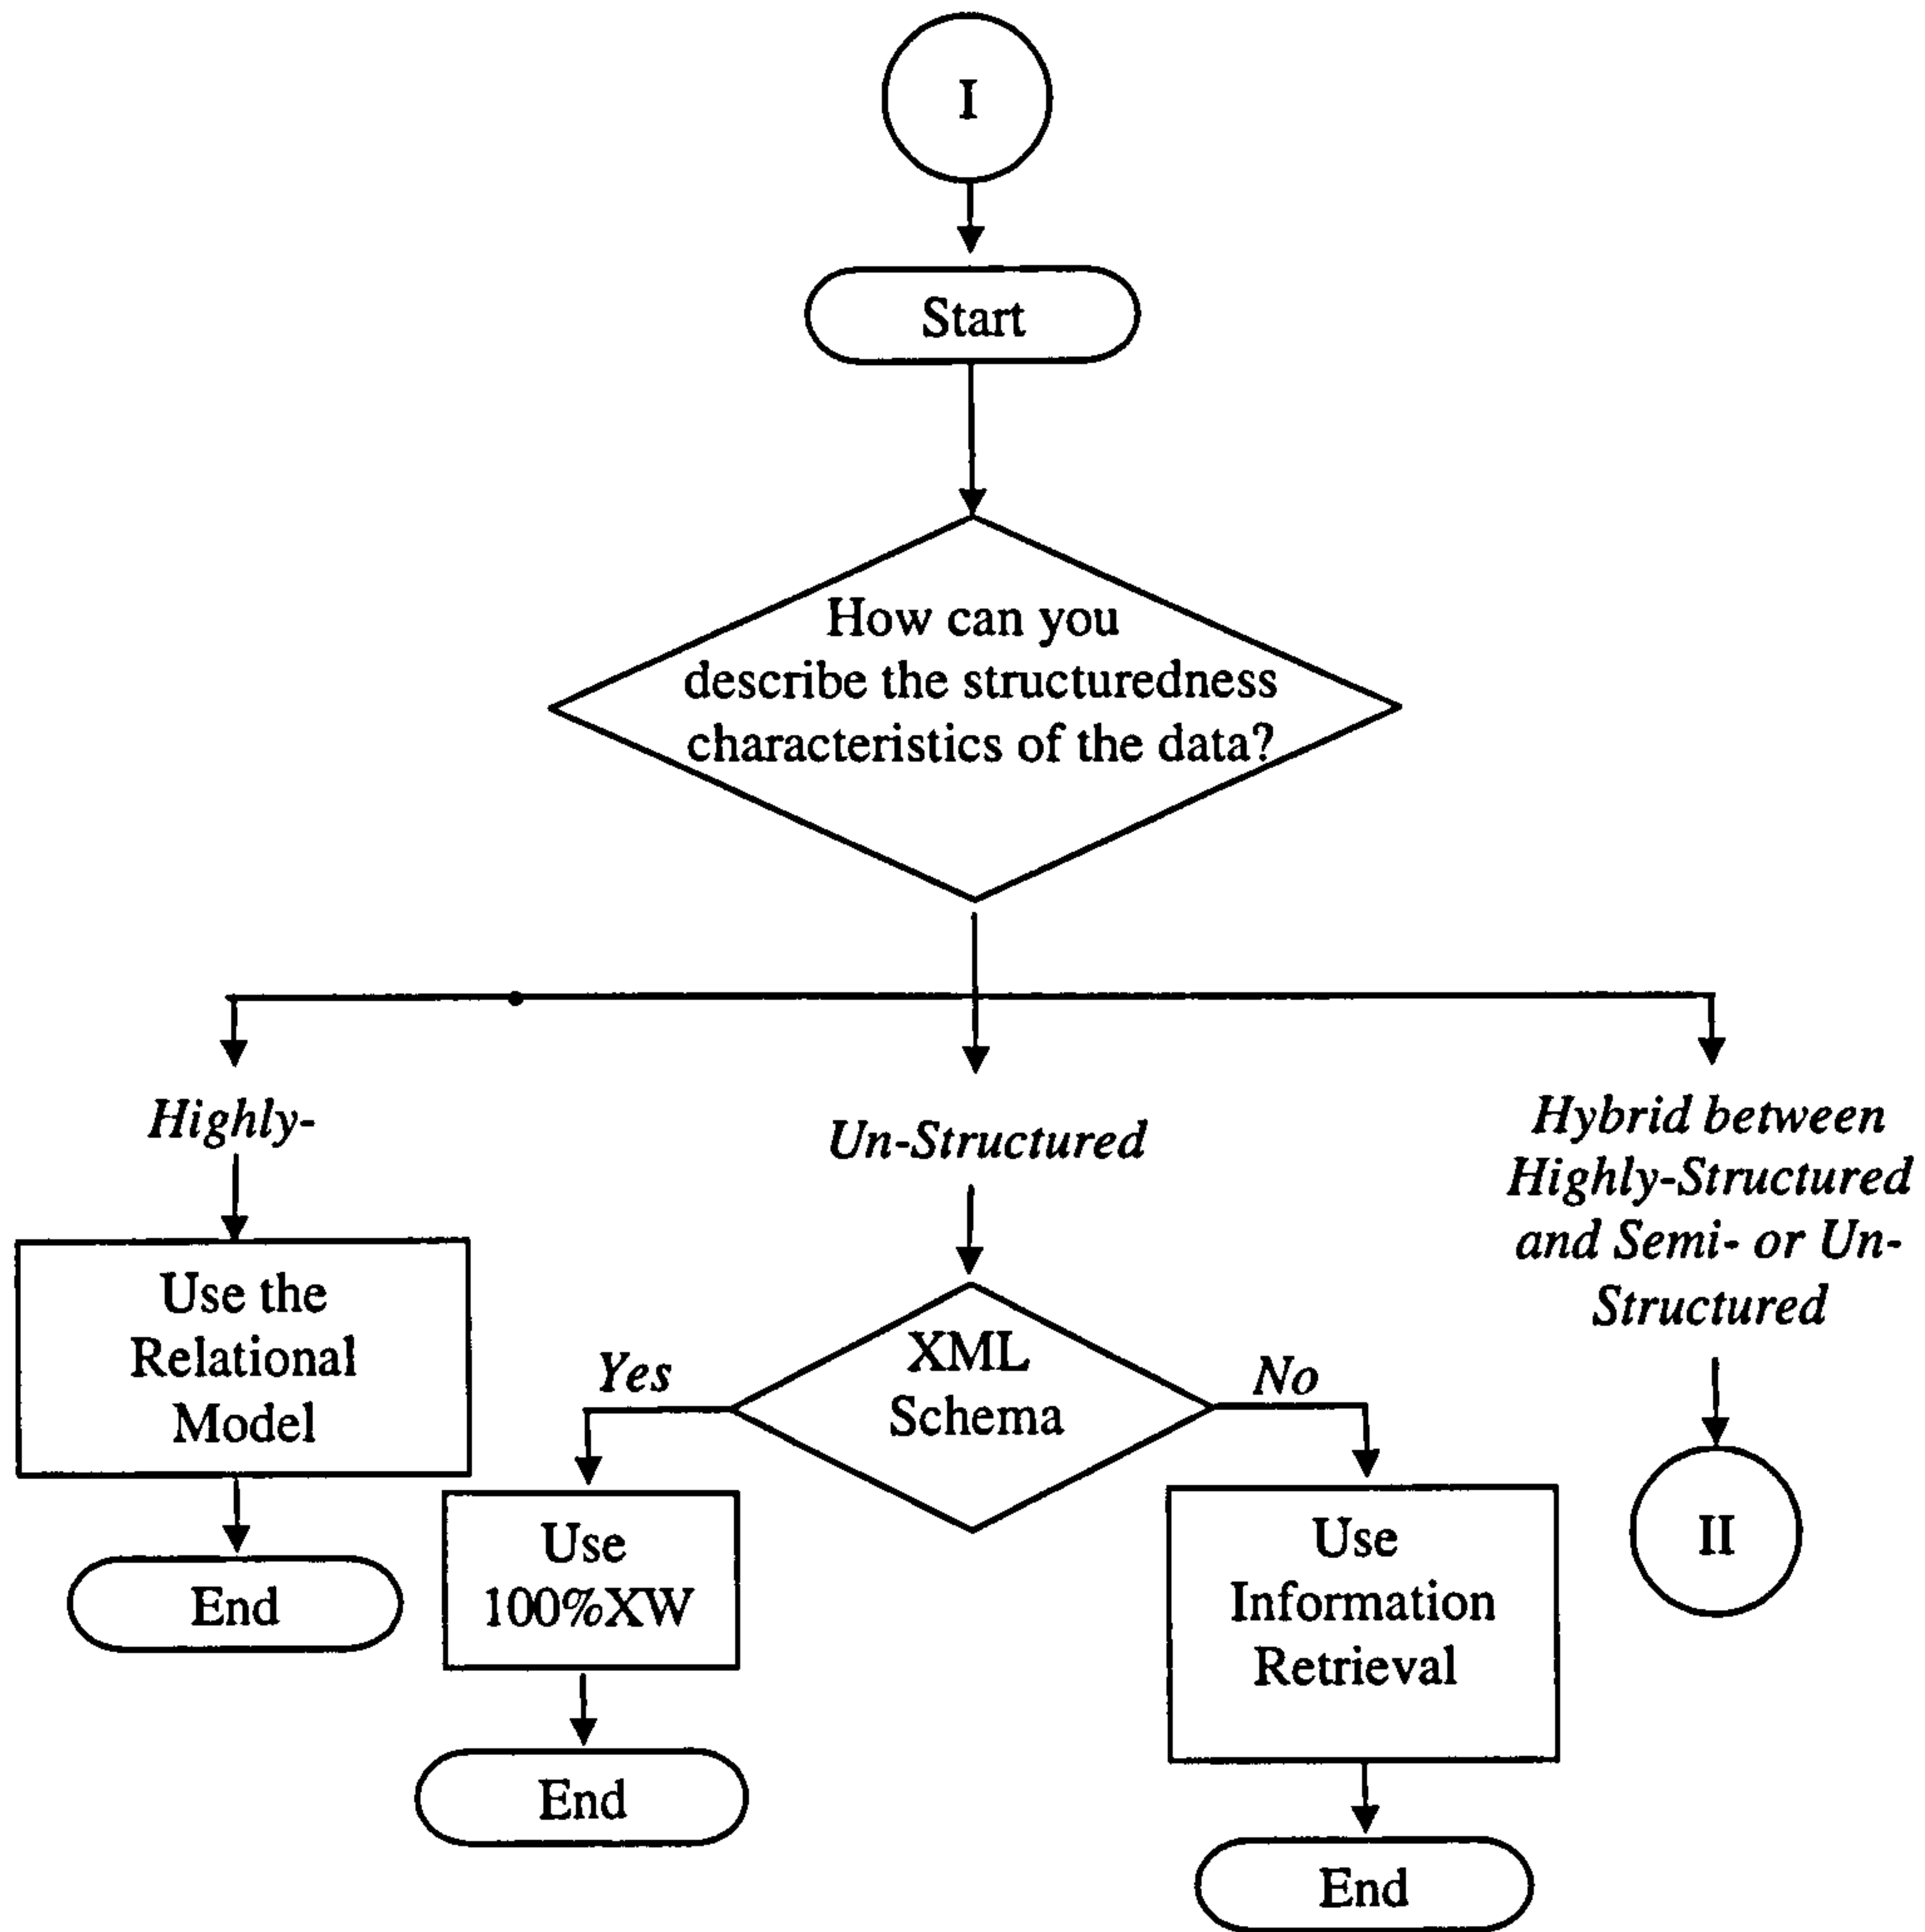 I
Start
How can you
describe the structuredness
characteristics of the data?
Highly-
Un-Structured
Hybrid between
Highly-Structured
and Semi- or Un-
Structured
Use the
Relational
Model
Yes
XML
Schema
No
End
Use
100%XW
Use
Information
Retrieval
II
End
End